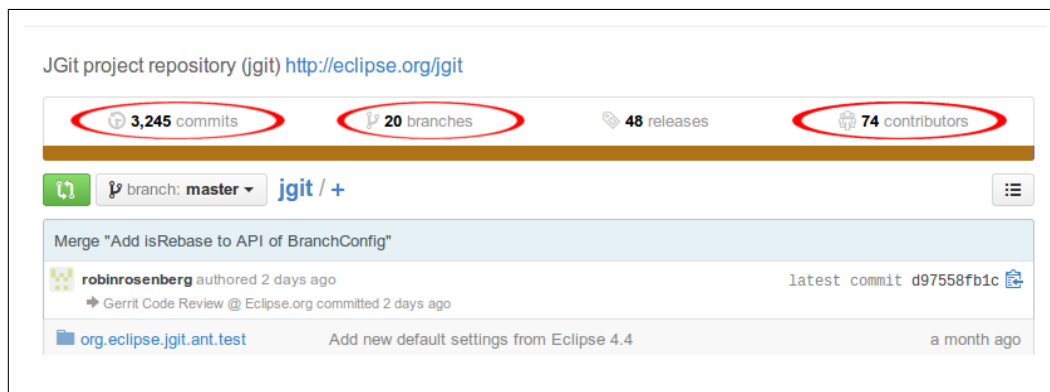 JGit project repository (jgit) http://eclipse.org/jgit
3,245 commits 20 branches 48 releases 74 contributors
branch: master jgit / +
Merge "Add isRebase to API of BranchConfig"
robinrosenberg authored 2 days ago latest commit d97558fb1c
Gerrit Code Review @ Eclipse.org committed 2 days ago
org.eclipse.jgit.ant.test Add new default settings from Eclipse 4.4 a month ago